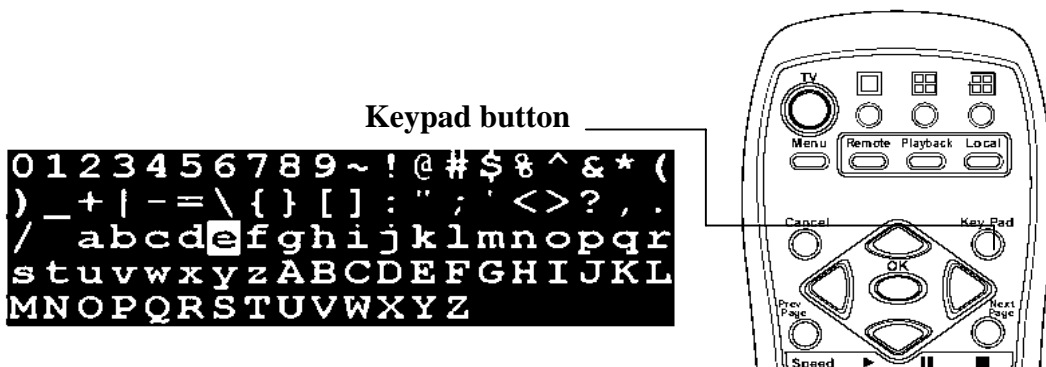 Keypad button
0123456789~!@#$%^&*(
)_+|-=\{}[]:";'<>?,.
/ abcdefghijklmnopqr
stuvwxyzABCDEFGHIJKL
MNOPQRSTUVWXYZ
TV
Menu Remote Playback Local
Cancel Key Pad
OK
Prev Page Next Page
Speed